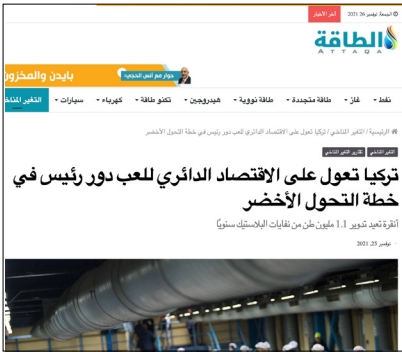 الجمعة, نوفمبر 26 2021
آخر الأخبار
الطاقة
ATTAQA
حوار مع أنس الحجي:
بايدن والمخزون
نفط
غاز
طاقة متجددة
طاقة نووية
هيدروجين
تكنو طاقة
كهرباء
سيارات
التغير المناخي
الرئيسية / التغير المناخي / تركيا تعول على الاقتصاد الدائري للعب دور رئيس في خطة التحول الأخضر
التغير المناخي
تقارير التغير المناخي
تركيا تعول على الاقتصاد الدائري للعب دور رئيس في
خطة التحول الأخضر
أنقرة تعيد تدوير 1.1 مليون طن من نفايات البلاستيك سنويًا
نوفمبر 25, 2021